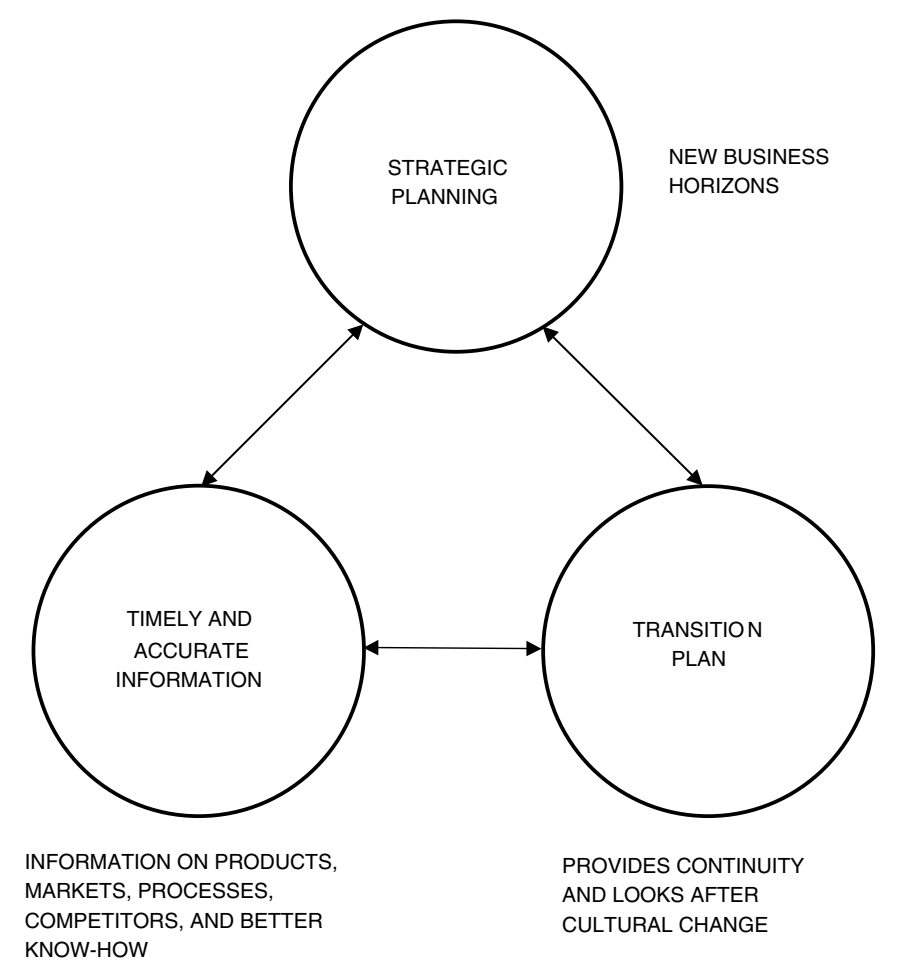 STRATEGIC
PLANNING
NEW BUSINESS
HORIZONS
TIMELY AND
ACCURATE
INFORMATION
TRANSITION
PLAN
INFORMATION ON PRODUCTS,
MARKETS, PROCESSES,
COMPETITORS, AND BETTER
KNOW-HOW
PROVIDES CONTINUITY
AND LOOKS AFTER
CULTURAL CHANGE